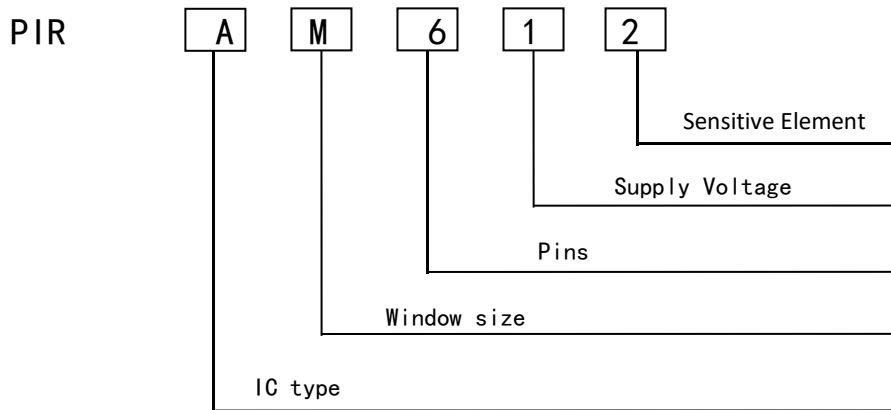 PIR A M 6 1 2
Sensitive Element
Supply Voltage
Pins
Window size
IC type